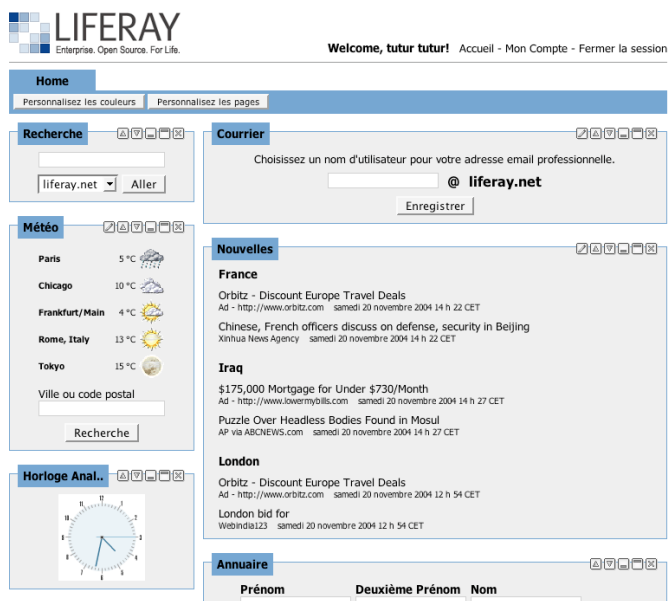 LIFERAY
Enterprise. Open Source. For Life.
Welcome, tutur tutur! Accueil - Mon Compte - Fermer la session
Home
Personnalisez les couleurs Personnalisez les pages
Recherche
liferay.net Aller
Météo
Paris 5 °C
Chicago 10 °C
Frankfurt/Main 4 °C
Rome, Italy 13 °C
Tokyo 15 °C
Ville ou code postal
Recherche
Horloge Anal..
Courrier
Choisissez un nom d'utilisateur pour votre adresse email professionnelle.
@ liferay.net
Enregistrer
Nouvelles
France
Orbitz - Discount Europe Travel Deals
Ad - http://www.orbitz.com samedi 20 novembre 2004 14 h 22 CET
Chinese, French officers discuss on defense, security in Beijing
Xinhua News Agency samedi 20 novembre 2004 14 h 22 CET
Iraq
$175,000 Mortgage for Under $730/Month
Ad - http://www.lowermybills.com samedi 20 novembre 2004 14 h 27 CET
Puzzle Over Headless Bodies Found in Mosul
AP via ABCNEWS.com samedi 20 novembre 2004 14 h 27 CET
London
Orbitz - Discount Europe Travel Deals
Ad - http://www.orbitz.com samedi 20 novembre 2004 12 h 54 CET
London bid for
Webindia123 samedi 20 novembre 2004 12 h 54 CET
Annuaire
Prénom Deuxième Prénom Nom